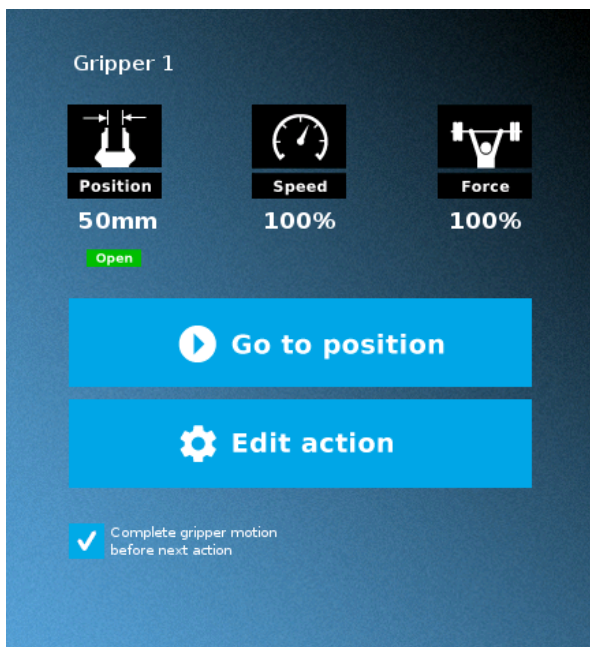 Gripper 1
Position Speed Force
50mm 100% 100%
Open
Go to position
Edit action
Complete gripper motion
before next action